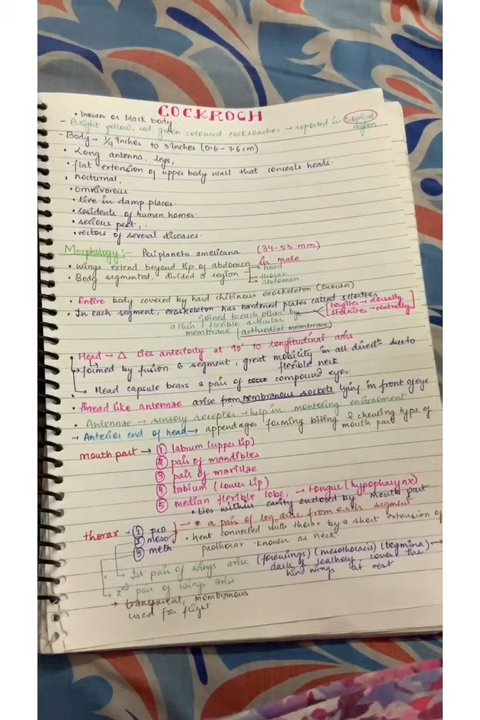 COCKROCH
• brown or black body
- Bright yellow, red, green coloured cockroaches → reported in tropical region
- Body - 1/4 inches to 3 inches (0.6 - 7.6 cm)
• Long antenna, legs,
• flat extension of upper body wall that conceals head.
• nocturnal,
• omnivorous
• live in damp places
• residents of human homes
• serious pest,
• vectors of several diseases.
Morphology:- Periplaneta americana (34-53 mm)
• wings extend beyond tip of abdomen in male
• Body segmented, divided 3 region head
thorax
abdomen
• Entire body covered by hard chitinous exoskeleton (brown)
• In each segment, exoskeleton has hardened plates called sclerites
joined to each other by
a thin & flexible articular
membrane (arthrodial membrane)
tergites → dorsally
sternites → ventrally
Head → △ lies anteriorly at 90° to longitudinal axis
→ formed by fusion 6 segment, great mobility in all direct due to
flexible neck
→ Head capsule bears a pair of compound eyes
• thread like antennae arise from membranous sockets lying in front of eye
• Antennae → sensory receptor → help in monitoring environment
→ Anterior end of head → appendages forming biting & chewing type of
mouth part
mouth part → ① labrum (upper lip)
② pair of mandibles
③ pair of maxillae
④ labium (lower lip)
⑤ median flexible lobe, → tongue (hypopharynx)
• lies within cavity enclosed by mouth part
thorax → ① pro
② meso
③ meta
→ • a pair of leg arise from each segment
• head connected with thorax by a short extension of
prothorax known as neck
1st pair of wings arise (forewings) (mesothorax) (tegmina) →
dark & leathery, cover the
hind wings at rest
2nd pair of wings arise
→ transparent, membranous
used for flight